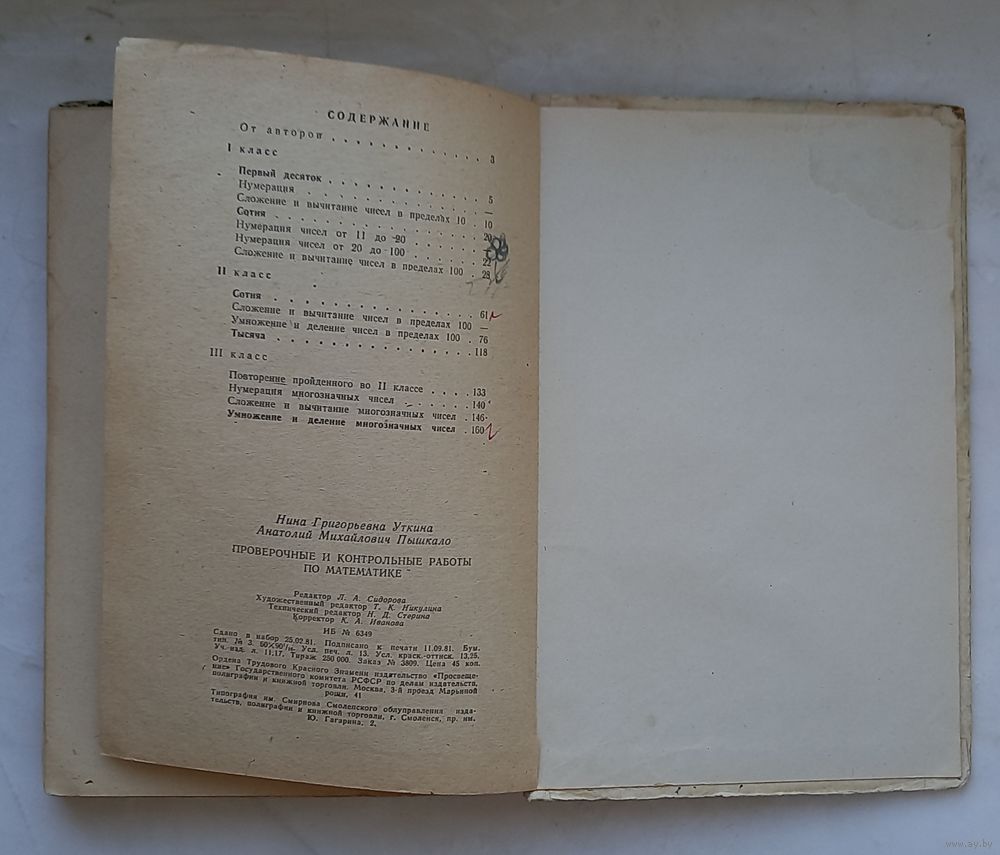 СОДЕРЖАНИЕ
От авторов . . . . . . . . . . . . . 3
I класс
Первый десяток . . . . . . . . . . . . 5
Нумерация . . . . . . . . . . . . . —
Сложение и вычитание чисел в пределах 10 . 10
Сотня . . . . . . . . . . . . . . 20
Нумерация чисел от 11 до 20 . . . . .
Нумерация чисел от 20 до 100 . . . . . 22
Сложение и вычитание чисел в пределах 100 . 28
II класс
Сотня . . . . . . . . . . . . . . 61
Сложение и вычитание чисел в пределах 100 —
Умножение и деление чисел в пределах 100 . 76
Тысяча . . . . . . . . . . . . . . 118
III класс
Повторение пройденного во II классе . . . . 133
Нумерация многозначных чисел . . . . . . 140
Сложение и вычитание многозначных чисел . 146
Умножение и деление многозначных чисел . 160
Нина Григорьевна Уткина
Анатолий Михайлович Пышкало
ПРОВЕРОЧНЫЕ И КОНТРОЛЬНЫЕ РАБОТЫ
ПО МАТЕМАТИКЕ
Редактор Л. А. Сидорова
Художественный редактор Т. К. Никулина
Технический редактор Н. Д. Стерина
Корректор К. А. Иванова
ИБ № 6349
Сдано в набор 25.02.81. Подписано к печати 11.09.81. Бум.
тип. № 3. 60×90 1/16. Усл. печ. л. 13. Усл. краск.-оттиск. 13,25.
Уч.-изд. л. 11,17. Тираж 250 000. Заказ № 3809. Цена 45 коп.
Ордена Трудового Красного Знамени издательство «Просвеще-
ние» Государственного комитета РСФСР по делам издательств,
полиграфии и книжной торговли. Москва, 3-й проезд Марьиной
рощи, 41
Типография им. Смирнова Смоленского облуправления изда-
тельств, полиграфии и книжной торговли, г. Смоленск, пр. им.
Ю. Гагарина, 2.
www.ay.by